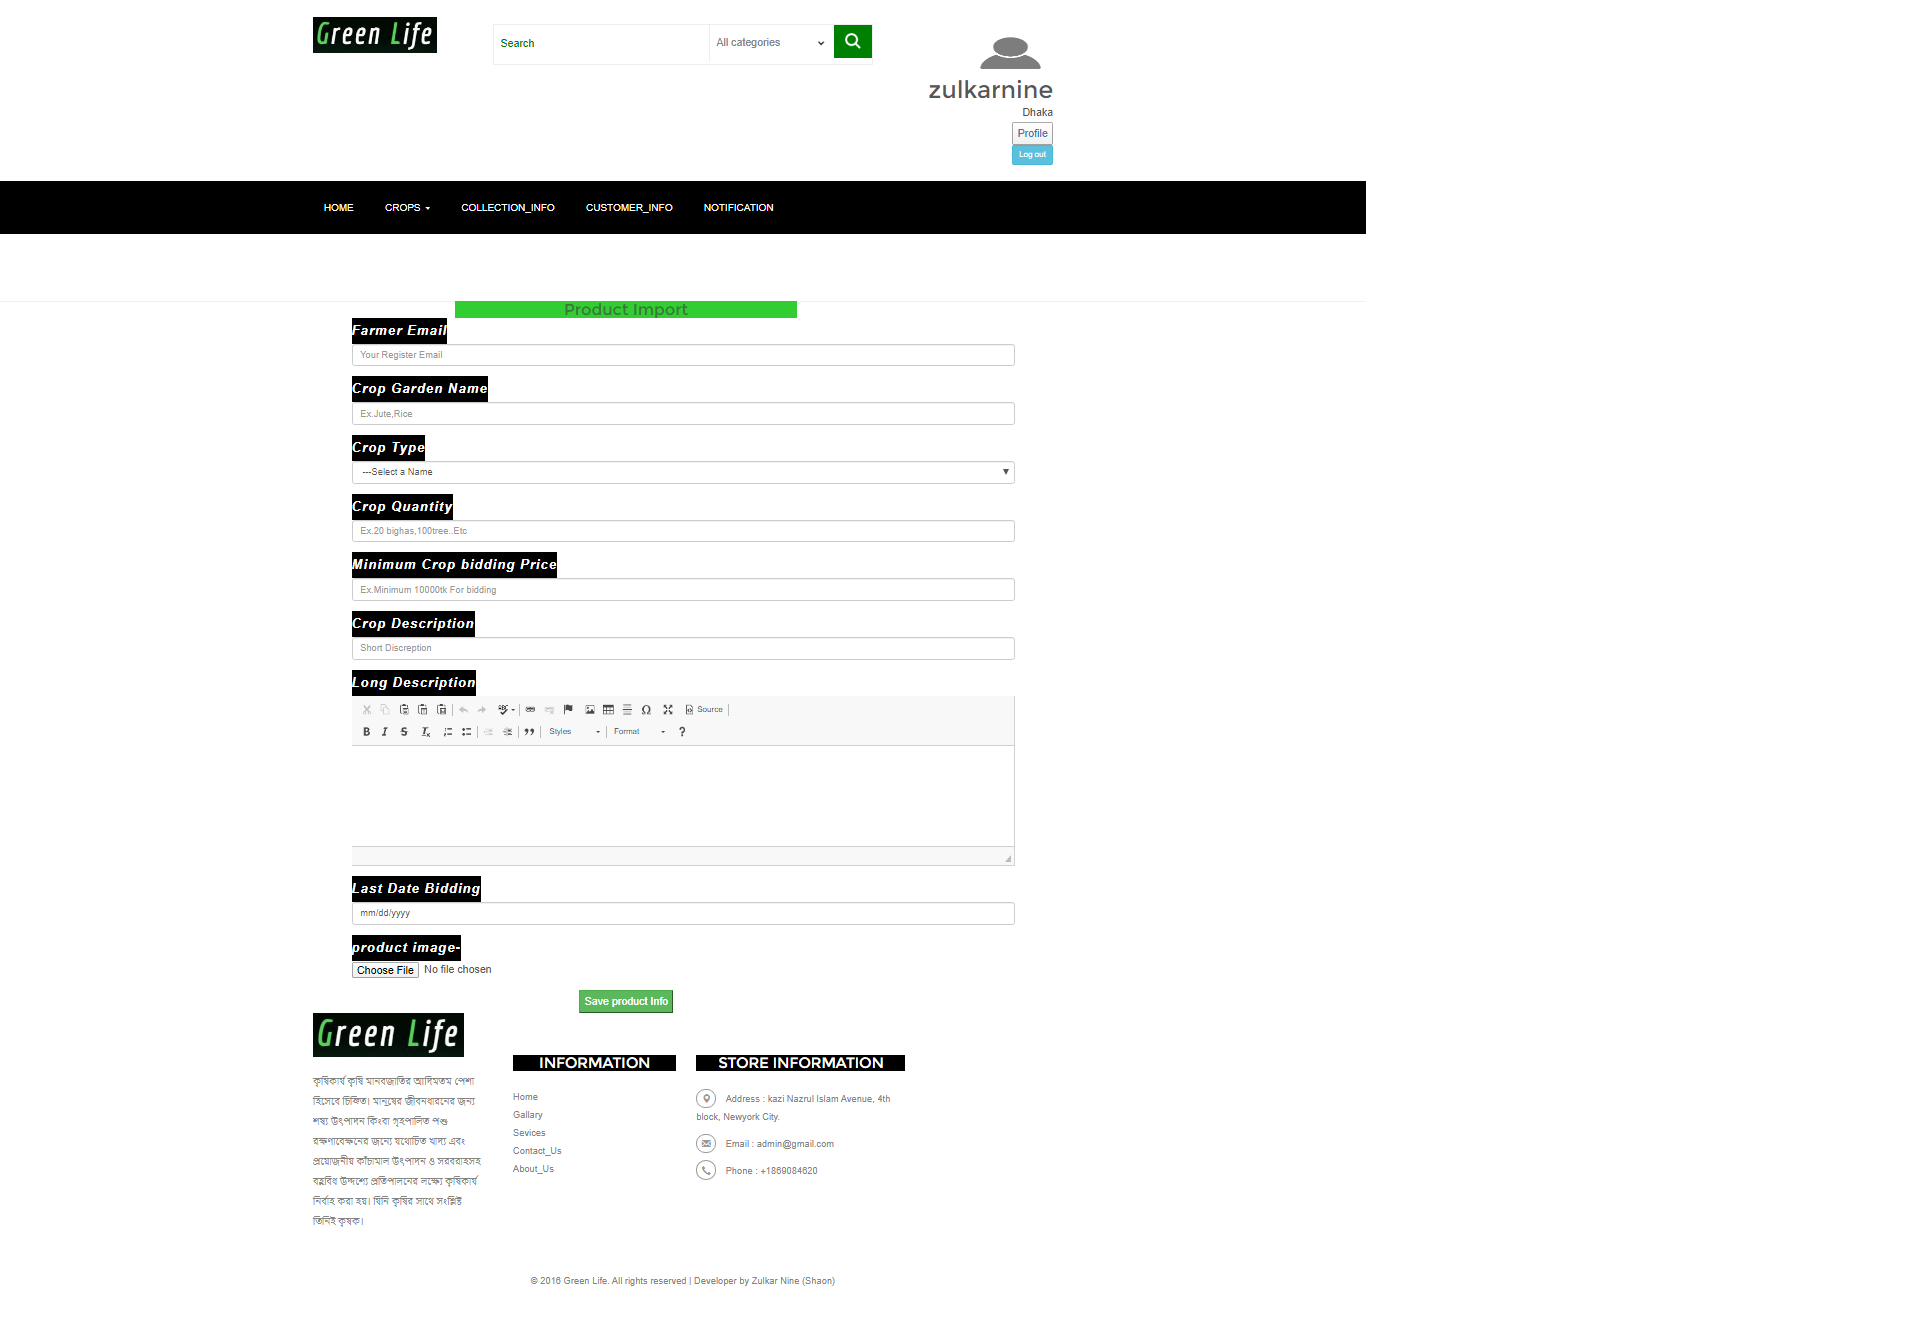 Green Life
Search
All categories
zulkarnine
Dhaka
Profile
Log out
HOME
CROPS
COLLECTION_INFO
CUSTOMER_INFO
NOTIFICATION
Product Import
Farmer Email
Your Register Email
Crop Garden Name
Ex.Jute,Rice
Crop Type
---Select a Name
Crop Quantity
Ex.20 bighas,100tree..Etc
Minimum Crop bidding Price
Ex.Minimum 10000tk For bidding
Crop Description
Short Discreption
Long Description
Source
Styles
Format
Last Date Bidding
mm/dd/yyyy
product image-
Choose File No file chosen
Save product Info
Green Life
কৃষিকার্য কৃষি মানবজাতির আদিমতম পেশা
হিসেবে চিহ্নিত। মানুষের জীবনধারনের জন্য
শষ্য উৎপাদন কিংবা গৃহপালিত পশু
রক্ষণাবেক্ষনের জন্যে যথোচিত খাদ্য এবং
প্রয়োজনীয় কাঁচামাল উৎপাদন ও সরবরাহসহ
বহুবিধ উদ্দশ্যে প্রতিপালনের লক্ষ্যে কৃষিকার্য
নির্বাহ করা হয়। যিনি কৃষির সাথে সংশ্লিষ্ট
তিনিই কৃষক।
INFORMATION
Home
Gallary
Sevices
Contact_Us
About_Us
STORE INFORMATION
Address : kazi Nazrul Islam Avenue, 4th
block, Newyork City.
Email : admin@gmail.com
Phone : +1869084620
© 2016 Green Life. All rights reserved | Developer by Zulkar Nine (Shaon)